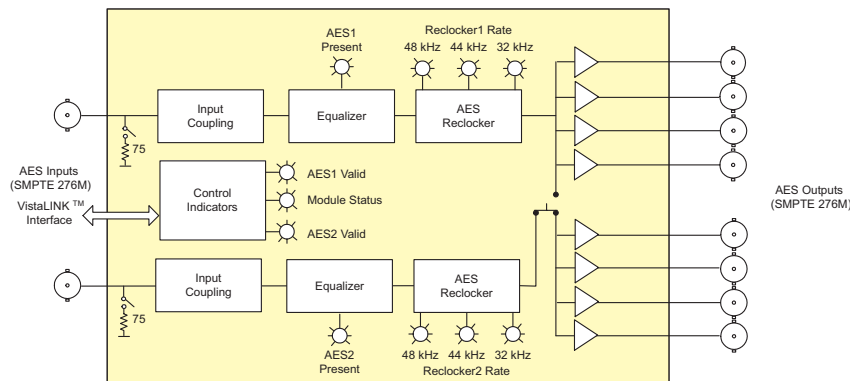 AES1
Present
Reclocker1 Rate
48 kHz 44 kHz 32 kHz
Input
Coupling
Equalizer
AES
Reclocker
75
AES Inputs
(SMPTE 276M)
VistaLINK TM
Interface
Control
Indicators
AES1 Valid
Module Status
AES2 Valid
AES Outputs
(SMPTE 276M)
Input
Coupling
Equalizer
AES
Reclocker
75
AES2
Present
48 kHz 44 kHz 32 kHz
Reclocker2 Rate